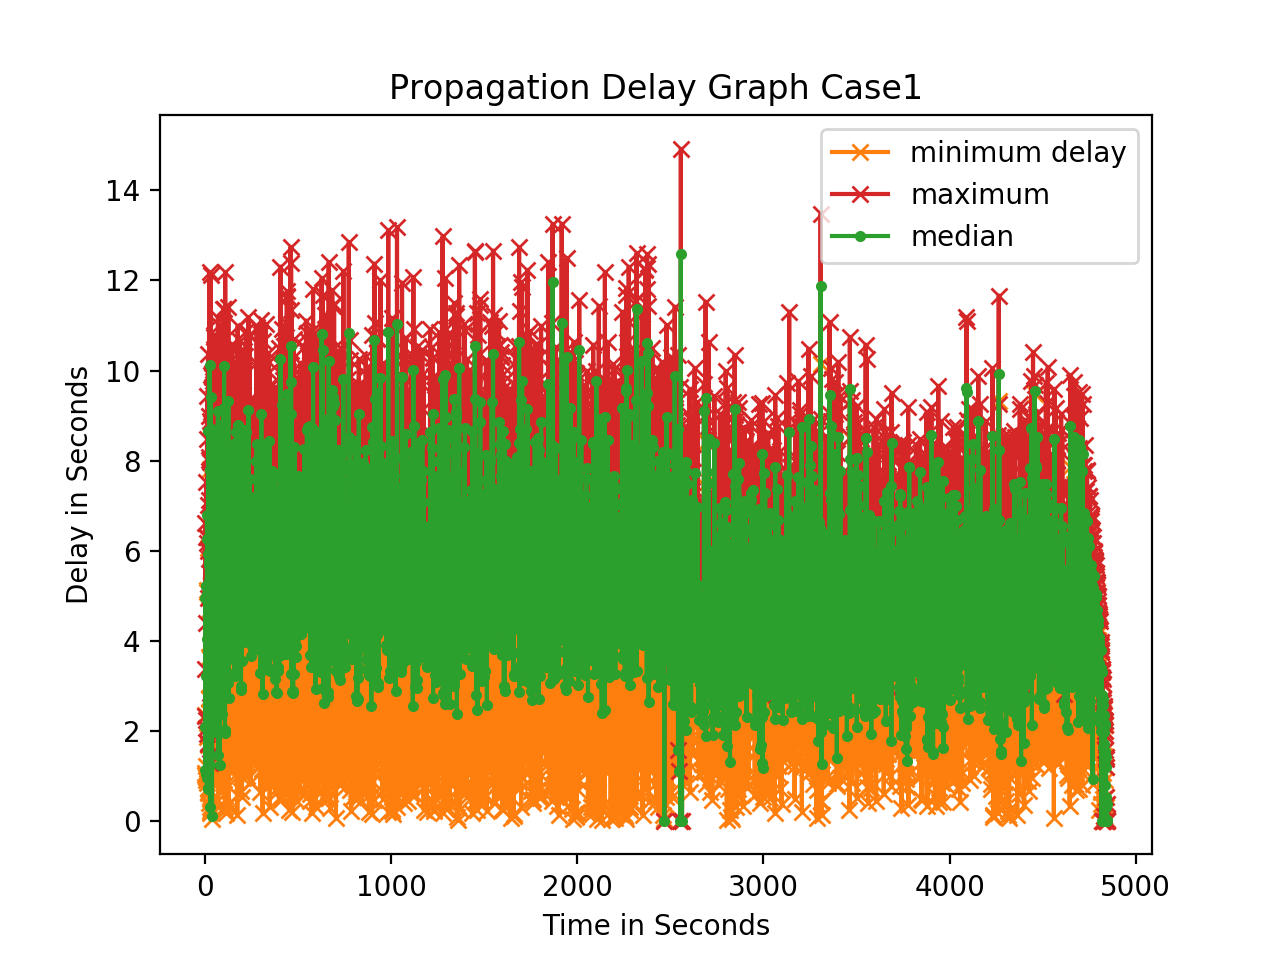 Propagation Delay Graph Case1
minimum delay
maximum
median
Delay in Seconds
14
12
10
8
6
4
2
0
0 1000 2000 3000 4000 5000
Time in Seconds